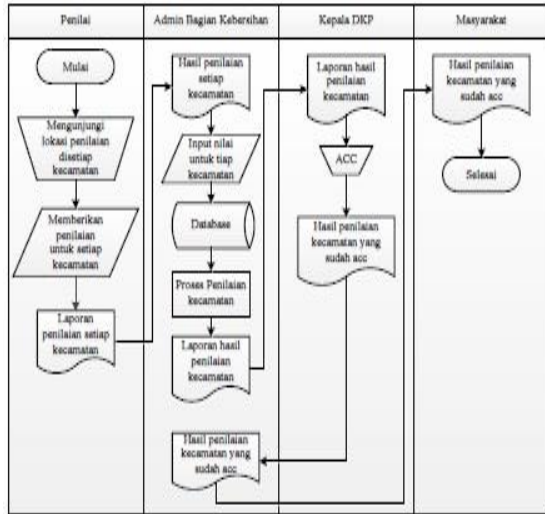 Penilai
Admin Bagian Kebersihan
Kepala DKP
Masyarakat
Mulai
Mengunjungi
lokasi penilaian
disetiap
kecamatan
Memberikan
penilaian
untuk setiap
kecamatan
Laporan
penilaian setiap
kecamatan
Hasil penilaian
setiap
kecamatan
Input nilai
untuk tiap
kecamatan
Database
Proses Penilaian
kecamatan
Laporan hasil
penilaian
kecamatan
Hasil penilaian
kecamatan yang
sudah acc
Laporan hasil
penilaian
kecamatan
ACC
Hasil penilaian
kecamatan yang
sudah acc
Hasil penilaian
kecamatan yang
sudah acc
Selesai